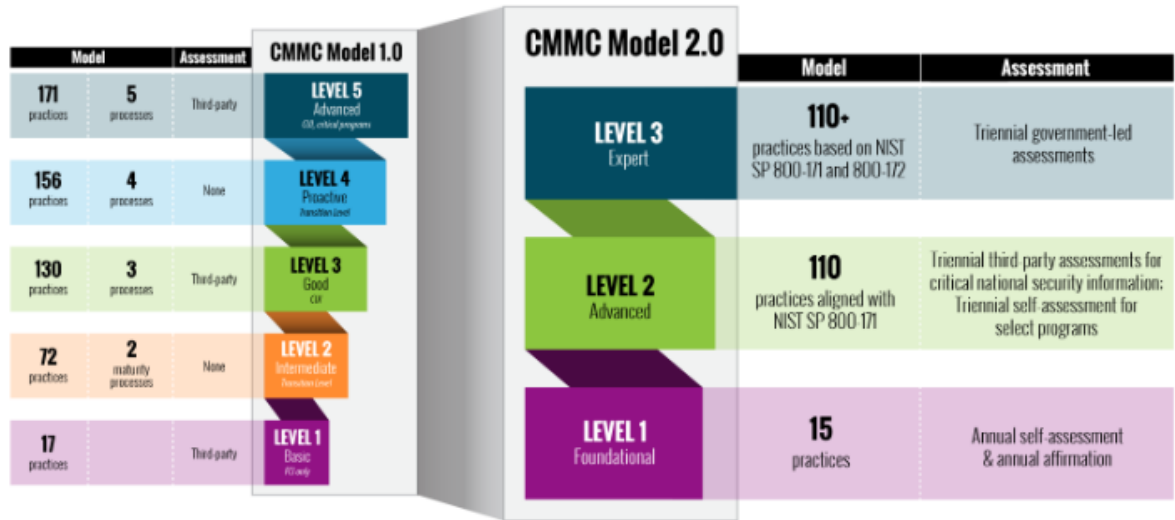 CMMC Model 1.0
Model
Assessment
171
practices
5
processes
Third-party
LEVEL 5
Advanced
CUI, critical programs
156
practices
4
processes
None
LEVEL 4
Proactive
Transition Level
130
practices
3
processes
Third-party
LEVEL 3
Good
CUI
72
practices
2
maturity
processes
None
LEVEL 2
Intermediate
Transition Level
17
practices
Third-party
LEVEL 1
Basic
FCI only
CMMC Model 2.0
Model
Assessment
LEVEL 3
Expert
110+
practices based on NIST
SP 800-171 and 800-172
Triennial government-led
assessments
LEVEL 2
Advanced
110
practices aligned with
NIST SP 800-171
Triennial third-party assessments for
critical national security information;
Triennial self-assessment for
select programs
LEVEL 1
Foundational
15
practices
Annual self-assessment
& annual affirmation